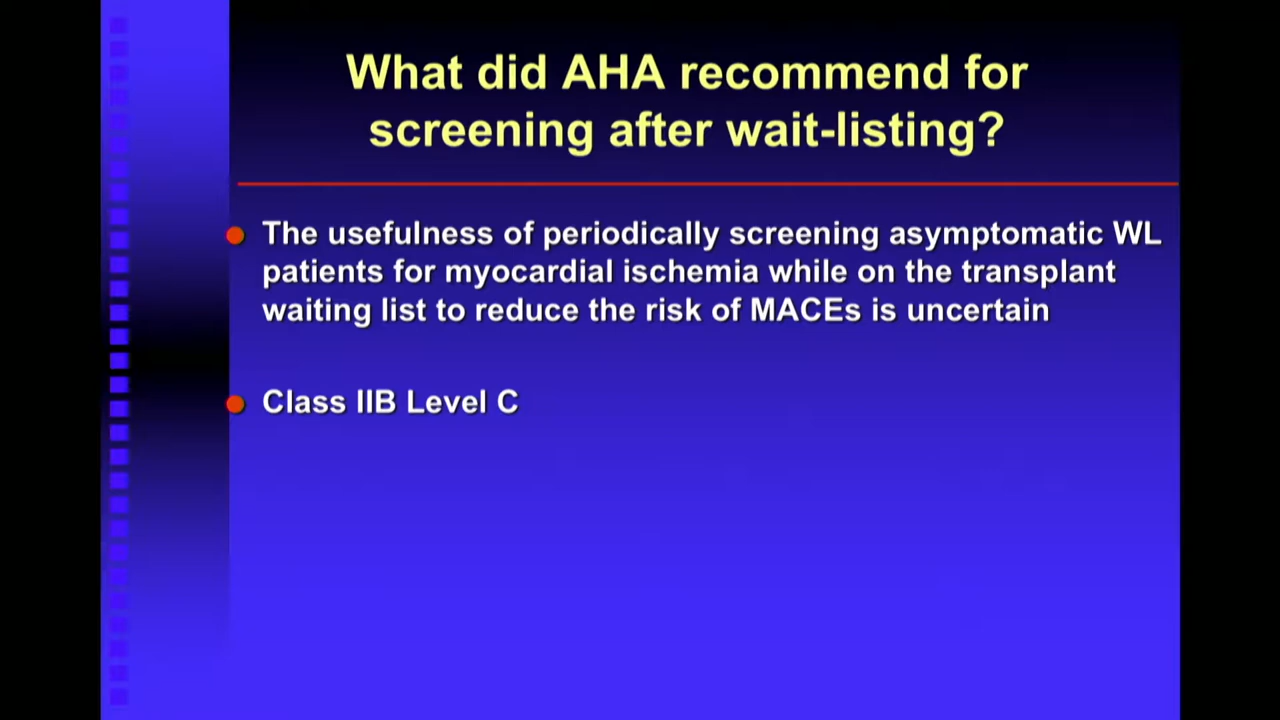 What did AHA recommend for
screening after wait-listing?
The usefulness of periodically screening asymptomatic WL
patients for myocardial ischemia while on the transplant
waiting list to reduce the risk of MACEs is uncertain
Class IIB Level C